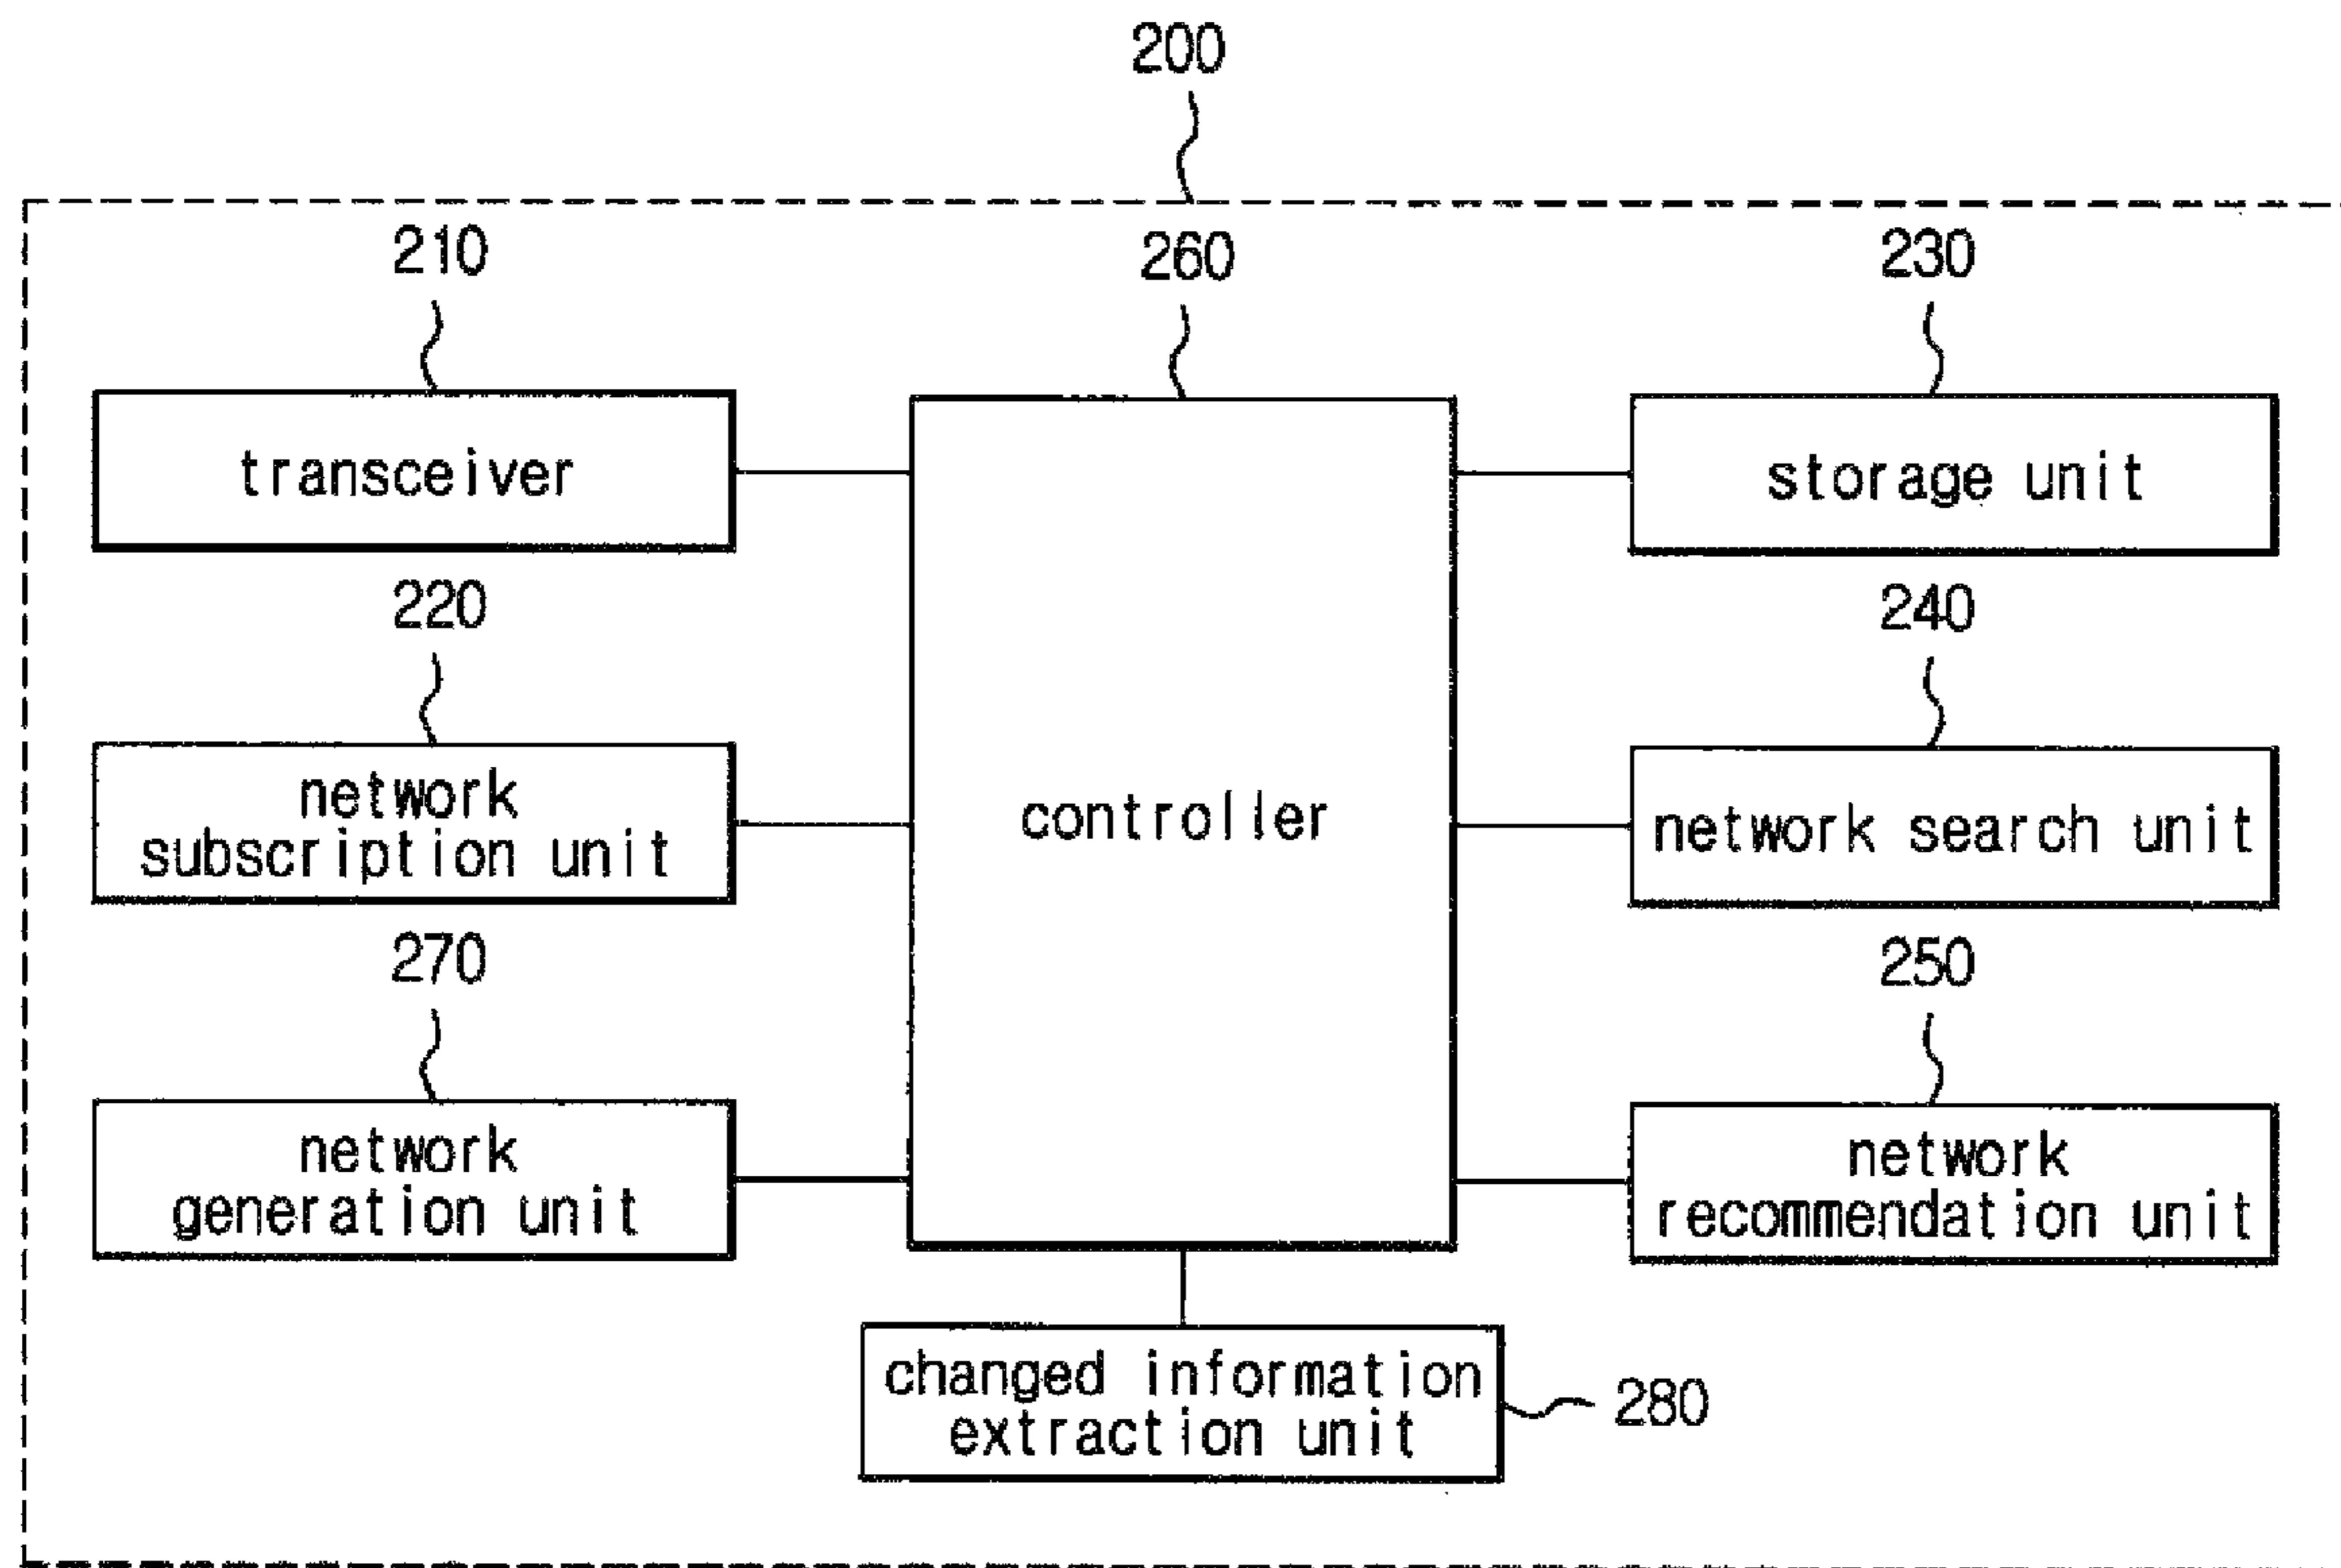 200
210
260
230
transceiver
storage unit
220
240
controller
network
subscription unit
network search unit
270
250
network
generation unit
network
recommendation unit
changed information
extraction unit
280